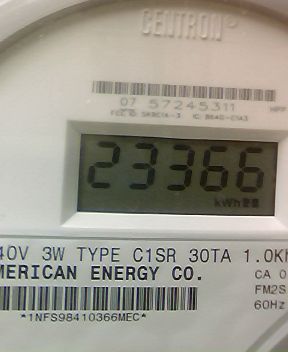 CENTRON
07 57245311
23366
kWh
40V 3W TYPE C1SR 30TA 1.0Kh
MERICAN ENERGY CO.
CA 0
FM2S
60Hz
*1NFS98410366MEC*